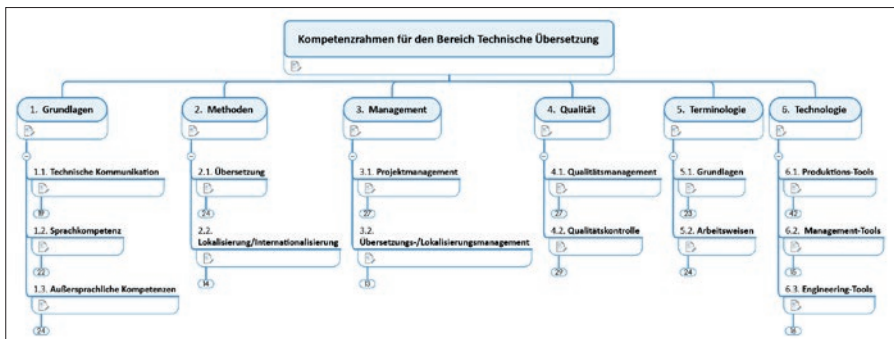 Kompetenzrahmen für den Bereich Technische Übersetzung
1. Grundlagen
2. Methoden
3. Management
4. Qualität
5. Terminologie
6. Technologie
1.1. Technische Kommunikation
2.1. Übersetzung
3.1. Projektmanagement
4.1. Qualitätsmanagement
5.1. Grundlagen
6.1. Produktions-Tools
24
27
27
23
42
1.2. Sprachkompetenz
2.2.
Lokalisierung/Internationalisierung
3.2.
Übersetzungs-/Lokalisierungsmanagement
4.2. Qualitätskontrolle
5.2. Arbeitsweisen
6.2. Management-Tools
22
14
13
29
24
1.3. Außersprachliche Kompetenzen
6.3. Engineering-Tools
24